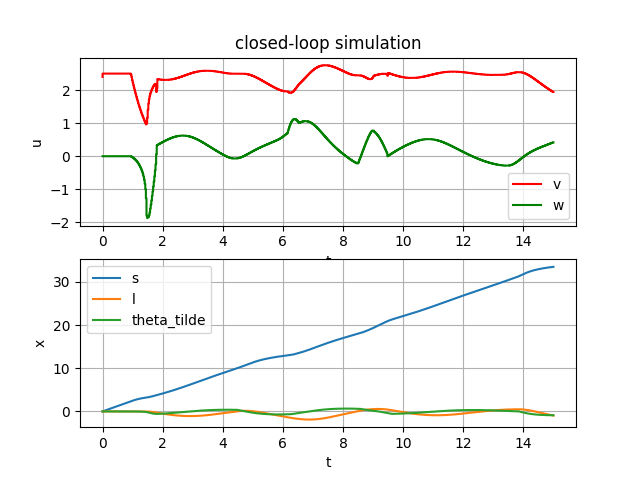 closed-loop simulation
u
2
1
0
−1
−2
v
w
0 2 4 6 8 10 12 14
t
x
30
20
10
0
s
l
theta_tilde
0 2 4 6 8 10 12 14
t